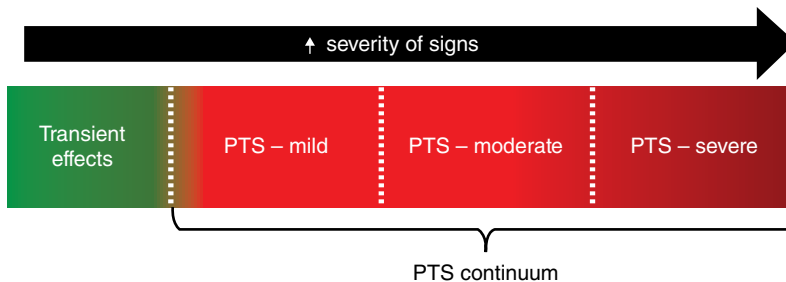 ↑ severity of signs
Transient
effects
PTS – mild
PTS – moderate
PTS – severe
PTS continuum